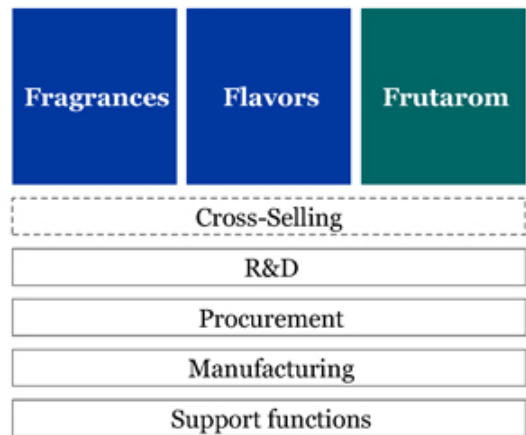 Fragrances
Flavors
Frutarom
Cross-Selling
R&D
Procurement
Manufacturing
Support functions